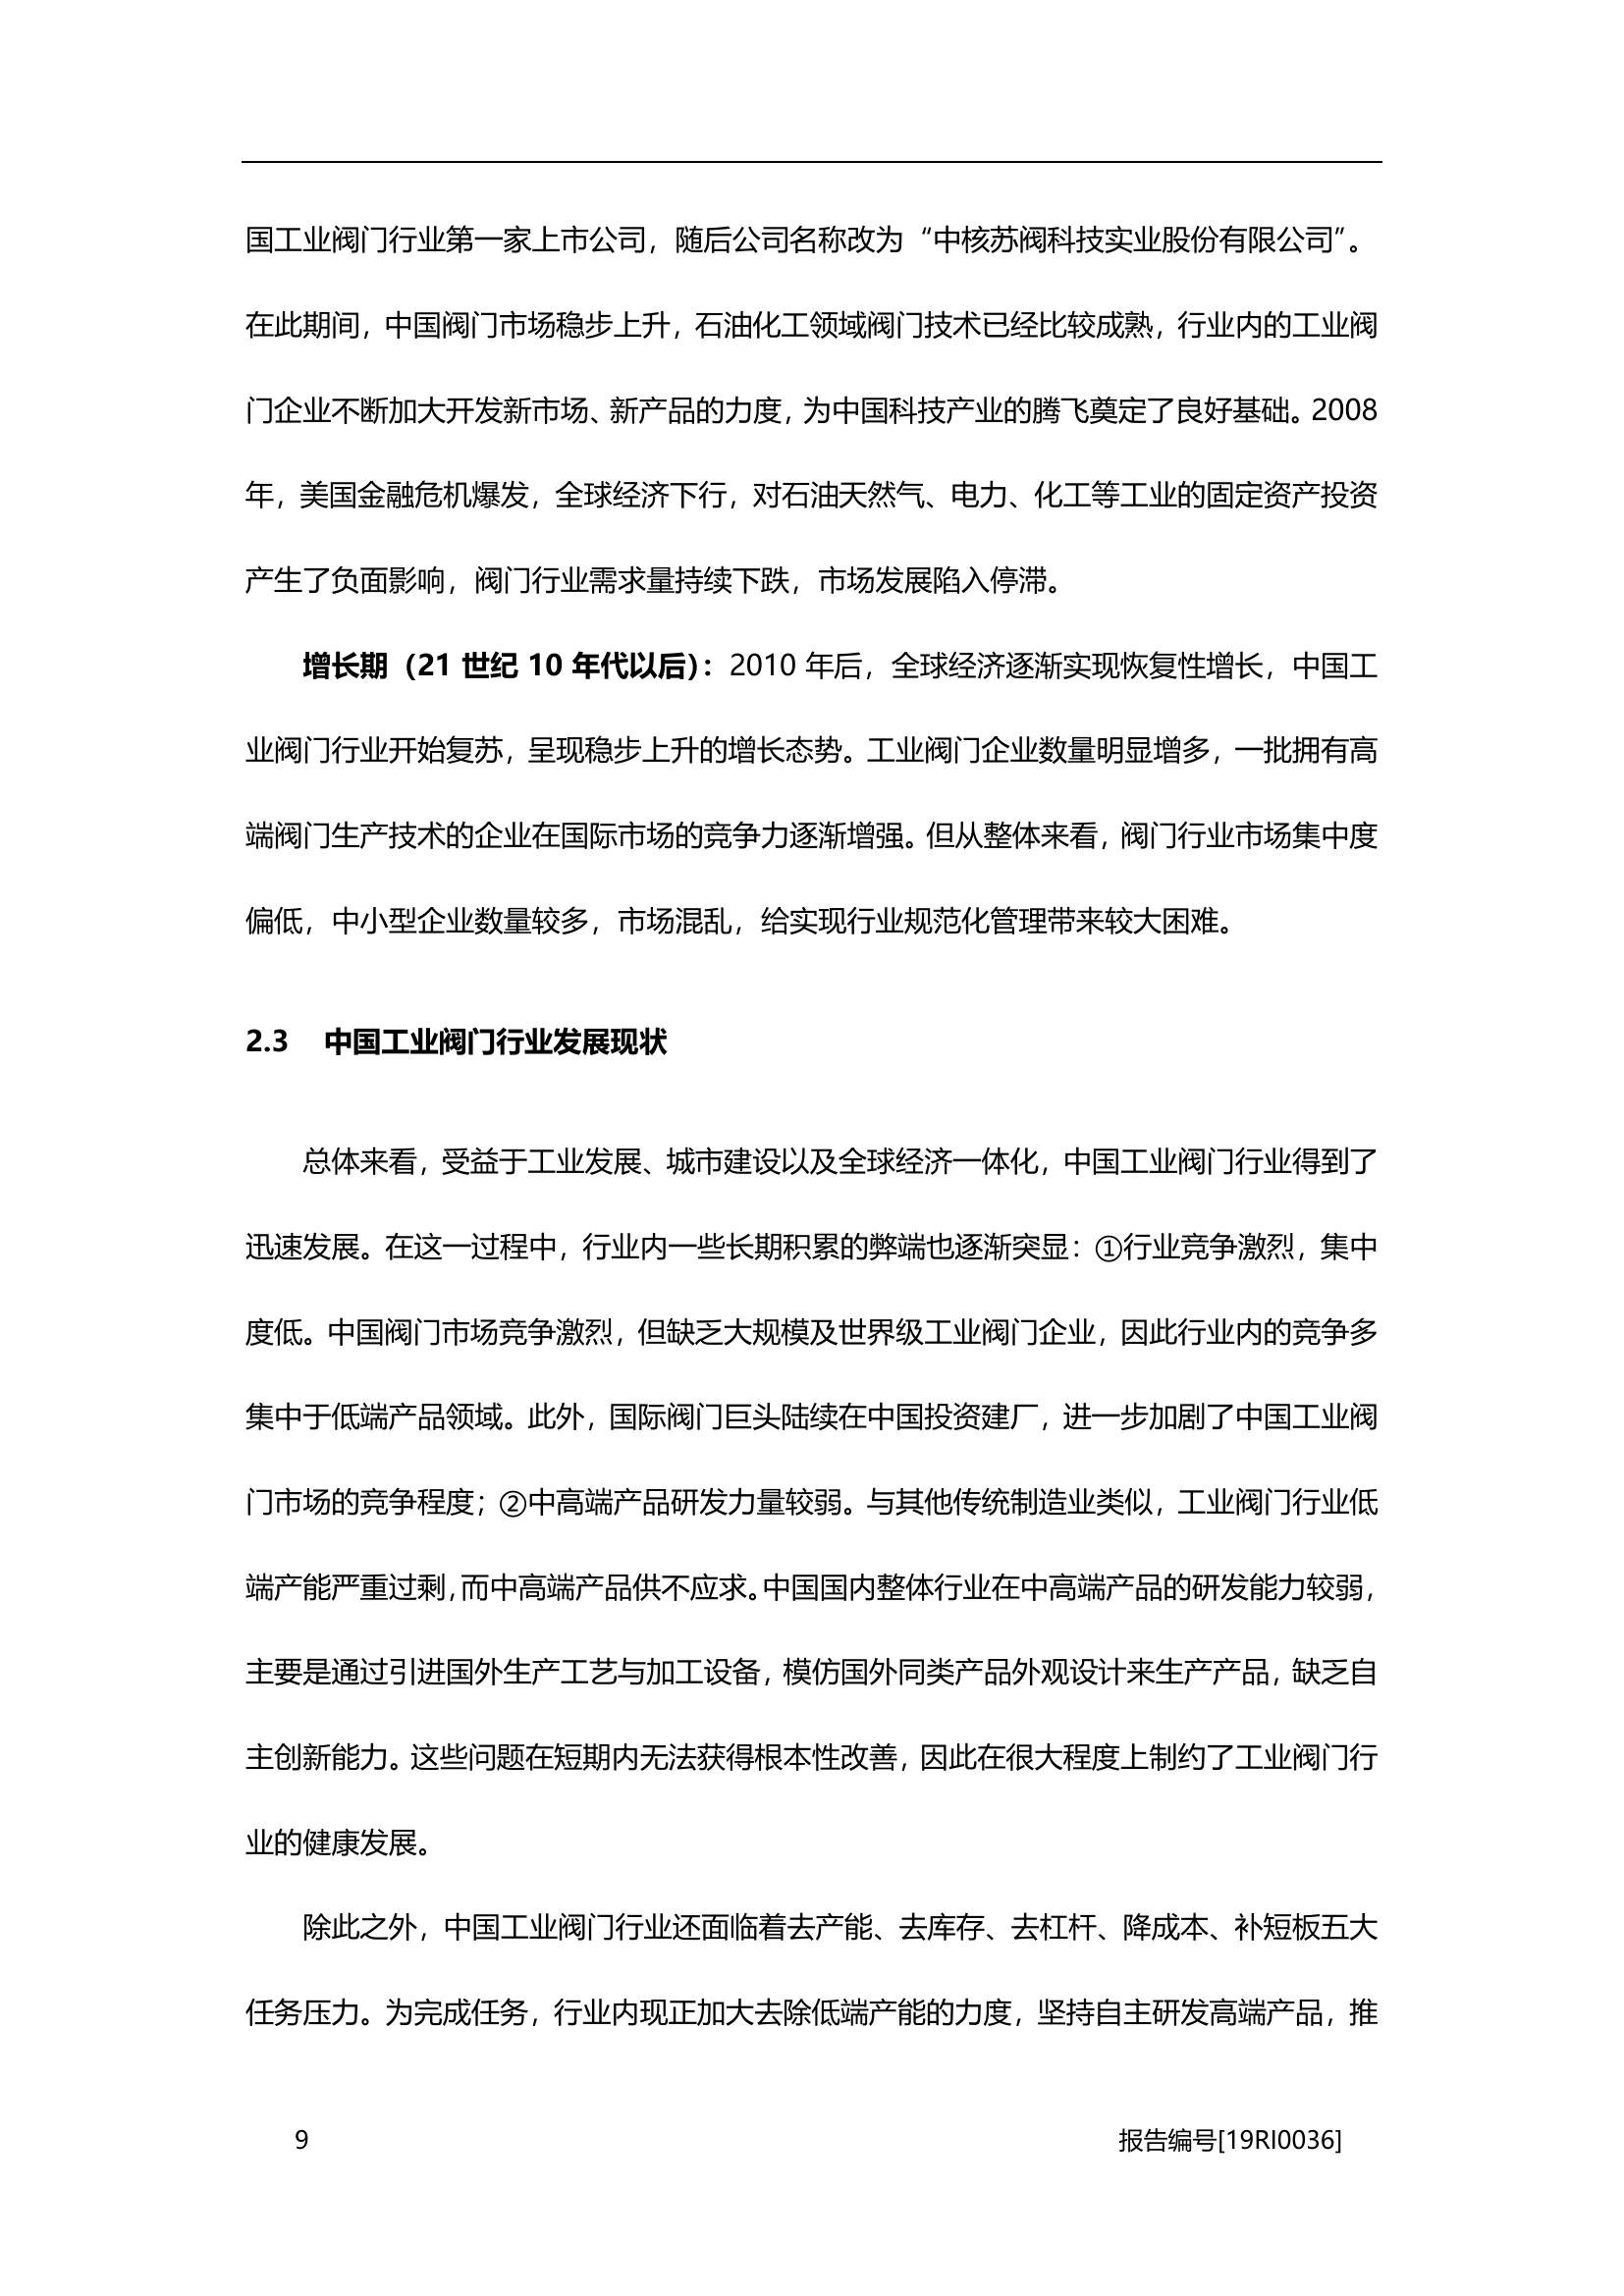 国工业阀门行业第一家上市公司，随后公司名称改为“中核苏阀科技实业股份有限公司”。
在此期间，中国阀门市场稳步上升，石油化工领域阀门技术已经比较成熟，行业内的工业阀
门企业不断加大开发新市场、新产品的力度，为中国科技产业的腾飞奠定了良好基础。2008
年，美国金融危机爆发，全球经济下行，对石油天然气、电力、化工等工业的固定资产投资
产生了负面影响，阀门行业需求量持续下跌，市场发展陷入停滞。
增长期（21 世纪 10 年代以后）：2010 年后，全球经济逐渐实现恢复性增长，中国工
业阀门行业开始复苏，呈现稳步上升的增长态势。工业阀门企业数量明显增多，一批拥有高
端阀门生产技术的企业在国际市场的竞争力逐渐增强。但从整体来看，阀门行业市场集中度
偏低，中小型企业数量较多，市场混乱，给实现行业规范化管理带来较大困难。
2.3 中国工业阀门行业发展现状
总体来看，受益于工业发展、城市建设以及全球经济一体化，中国工业阀门行业得到了
迅速发展。在这一过程中，行业内一些长期积累的弊端也逐渐突显：①行业竞争激烈，集中
度低。中国阀门市场竞争激烈，但缺乏大规模及世界级工业阀门企业，因此行业内的竞争多
集中于低端产品领域。此外，国际阀门巨头陆续在中国投资建厂，进一步加剧了中国工业阀
门市场的竞争程度；②中高端产品研发力量较弱。与其他传统制造业类似，工业阀门行业低
端产能严重过剩，而中高端产品供不应求。中国国内整体行业在中高端产品的研发能力较弱，
主要是通过引进国外生产工艺与加工设备，模仿国外同类产品外观设计来生产产品，缺乏自
主创新能力。这些问题在短期内无法获得根本性改善，因此在很大程度上制约了工业阀门行
业的健康发展。
除此之外，中国工业阀门行业还面临着去产能、去库存、去杠杆、降成本、补短板五大
任务压力。为完成任务，行业内现正加大去除低端产能的力度，坚持自主研发高端产品，推
9 报告编号[19RI0036]